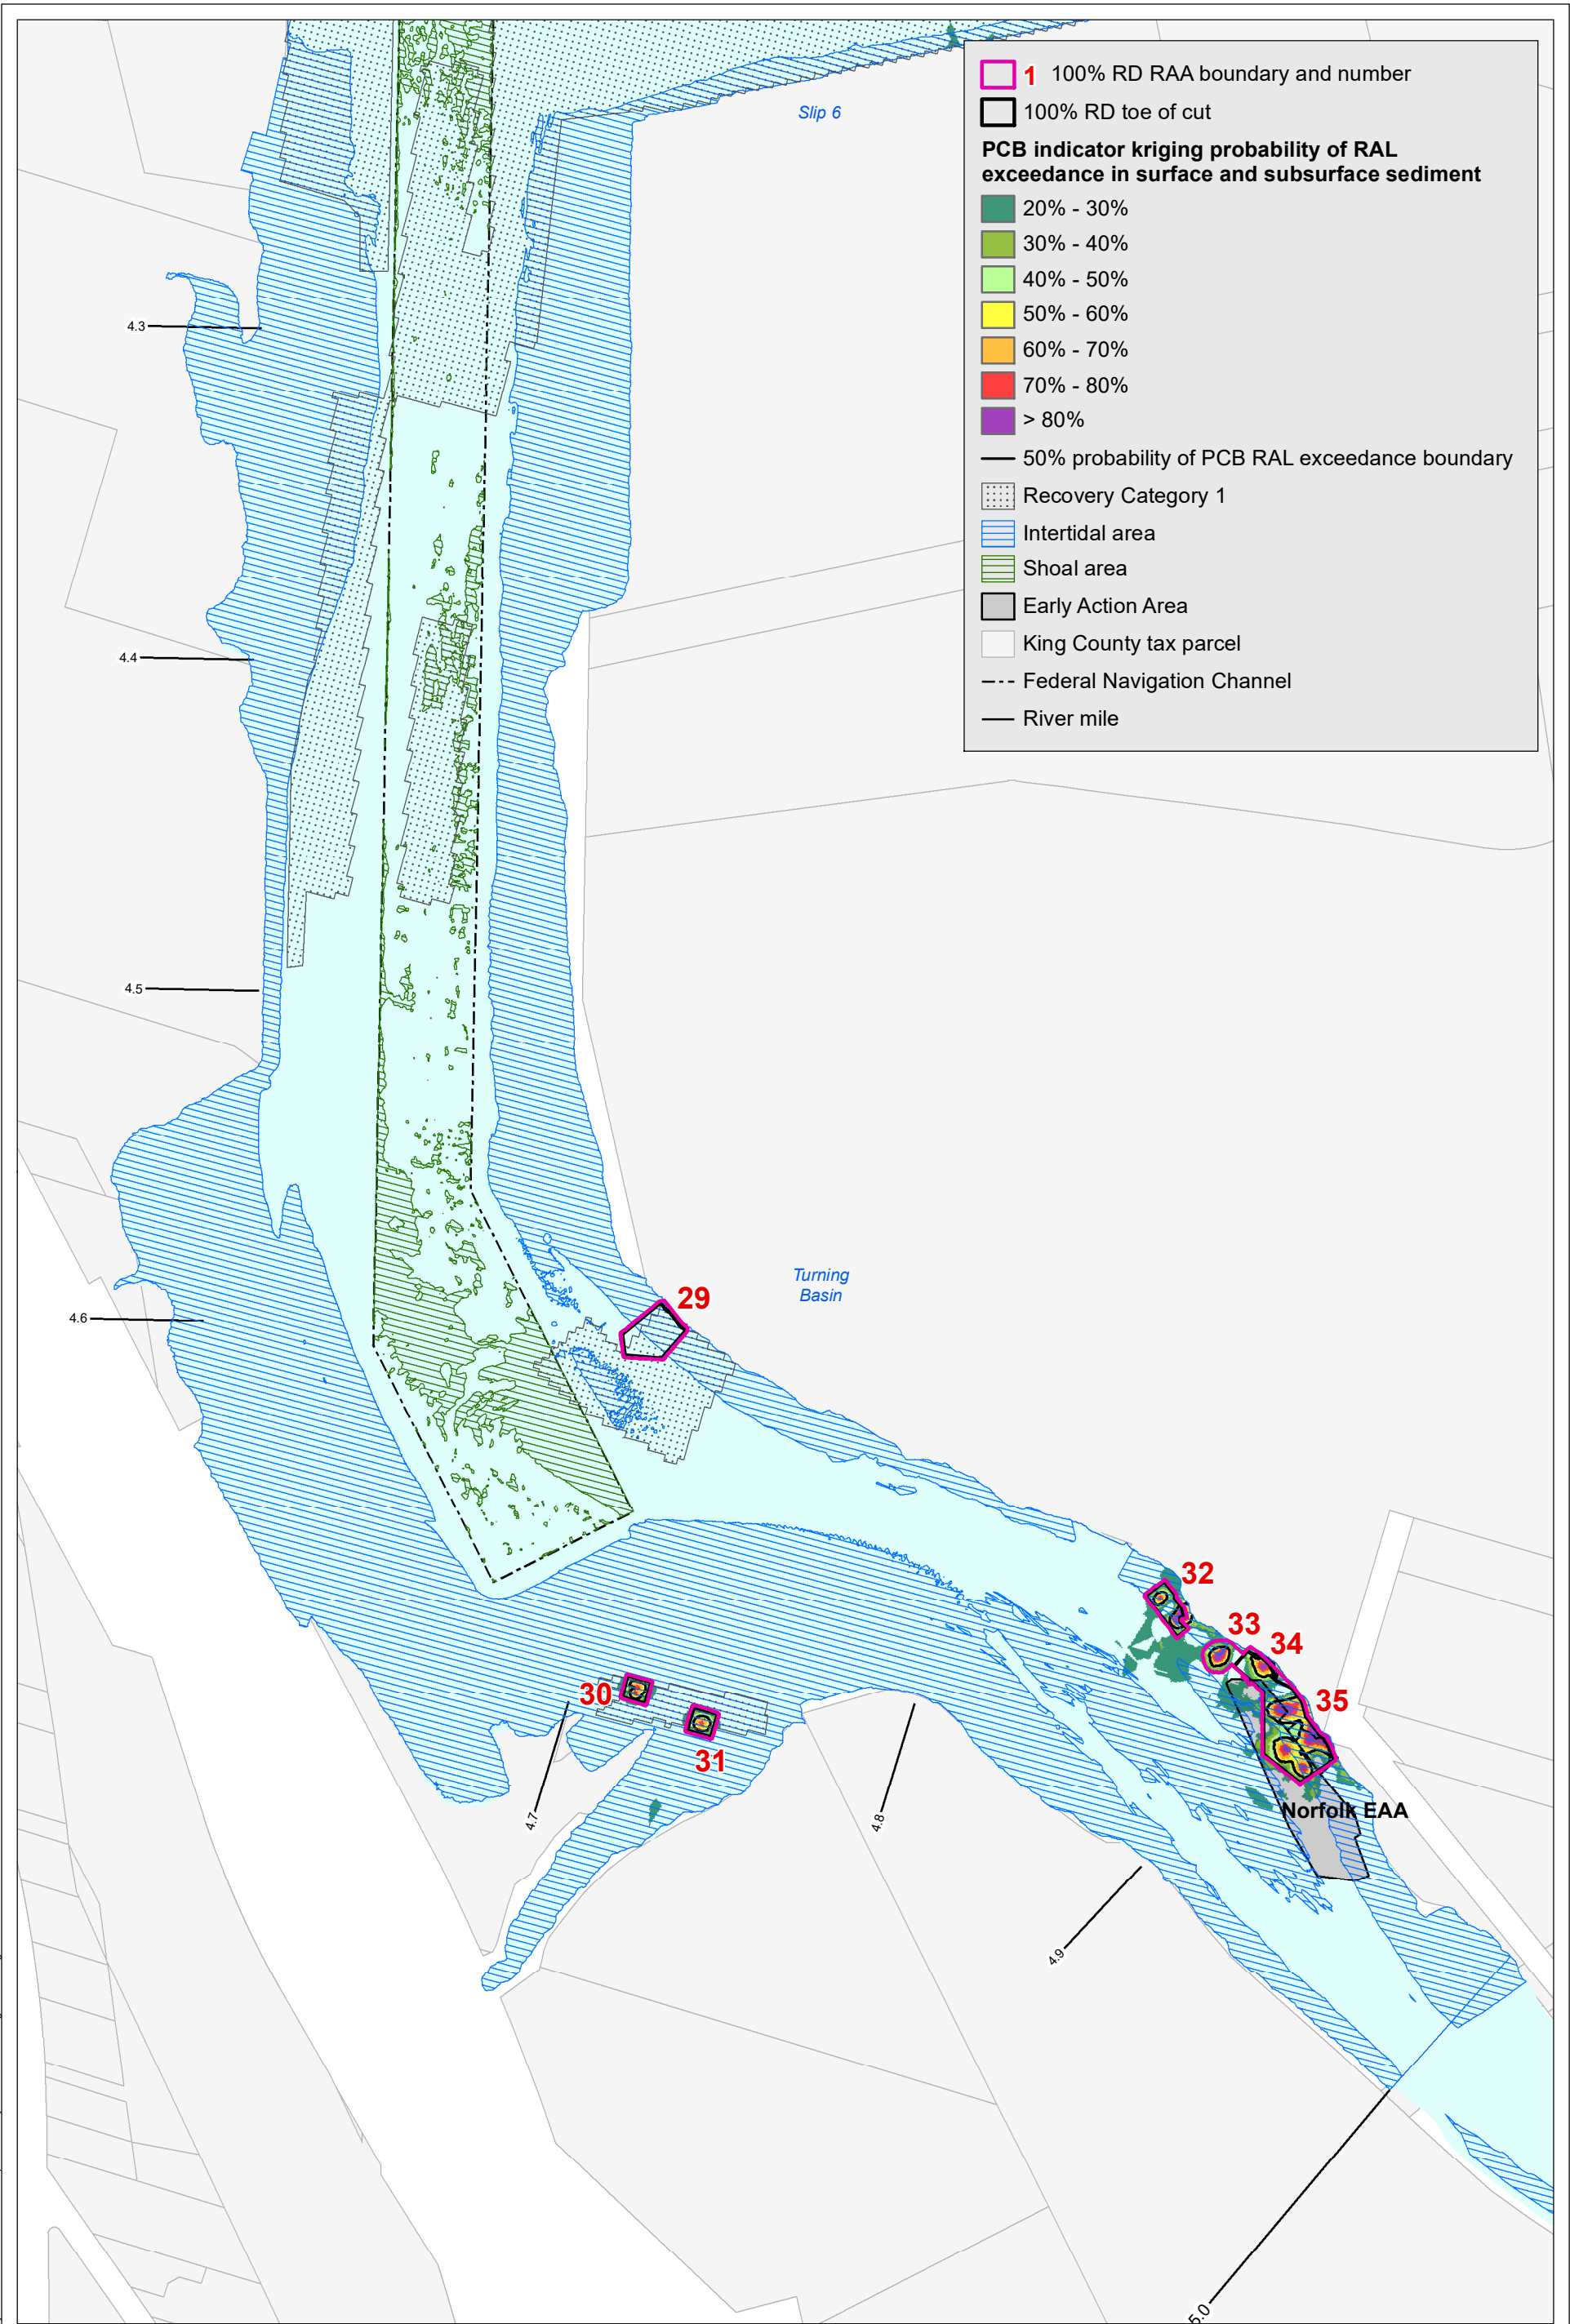 Slip 6
1 100% RD RAA boundary and number
100% RD toe of cut
PCB indicator kriging probability of RAL
exceedance in surface and subsurface sediment
20% - 30%
30% - 40%
40% - 50%
50% - 60%
60% - 70%
70% - 80%
> 80%
50% probability of PCB RAL exceedance boundary
Recovery Category 1
Intertidal area
Shoal area
Early Action Area
King County tax parcel
Federal Navigation Channel
River mile
4.3
4.4
4.5
Turning
Basin
29
4.6
32
33
34
30
35
31
4.7
4.8
Norfolk EAA
4.9
5.0